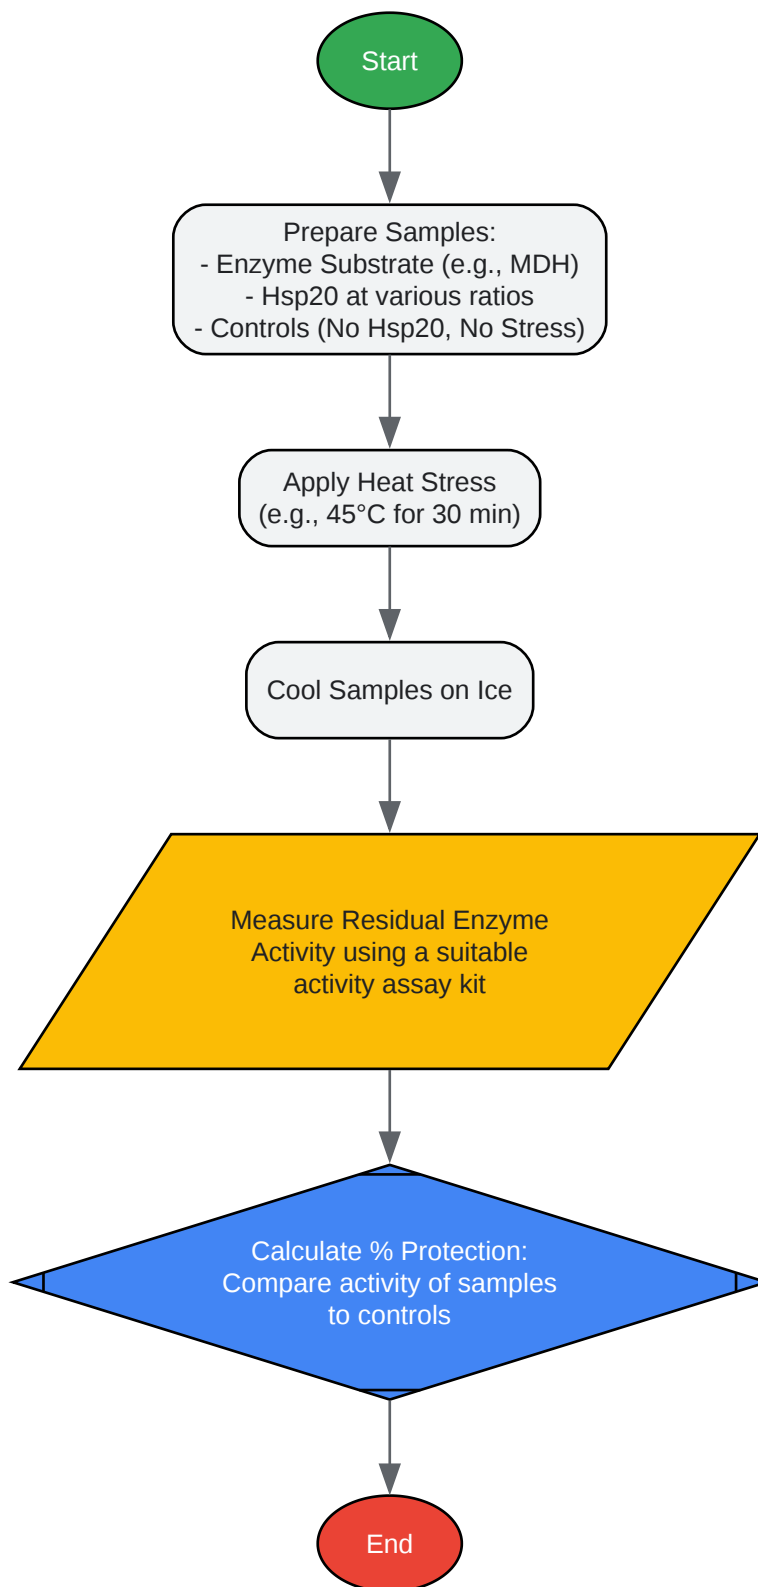 Start
Prepare Samples:
- Enzyme Substrate (e.g., MDH)
- Hsp20 at various ratios
- Controls (No Hsp20, No Stress)
Apply Heat Stress
(e.g., 45°C for 30 min)
Cool Samples on Ice
Measure Residual Enzyme
Activity using a suitable
activity assay kit
Calculate % Protection:
Compare activity of samples
to controls
End